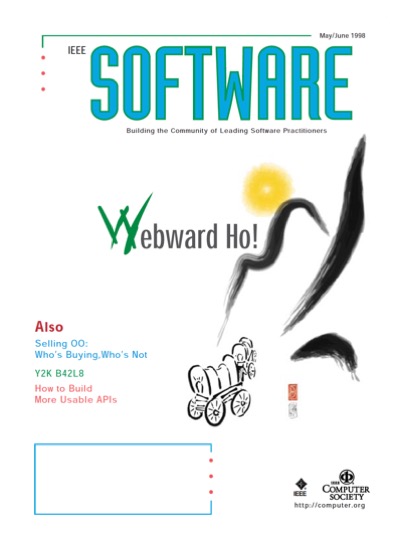 May/June 1998
IEEE
SOFTWARE
Building the Community of Leading Software Practitioners
Webward Ho!
Also
Selling OO:
Who's Buying,Who's Not
Y2K B42L8
How to Build
More Usable APIs
IEEE
IEEE
COMPUTER
SOCIETY
http://computer.org